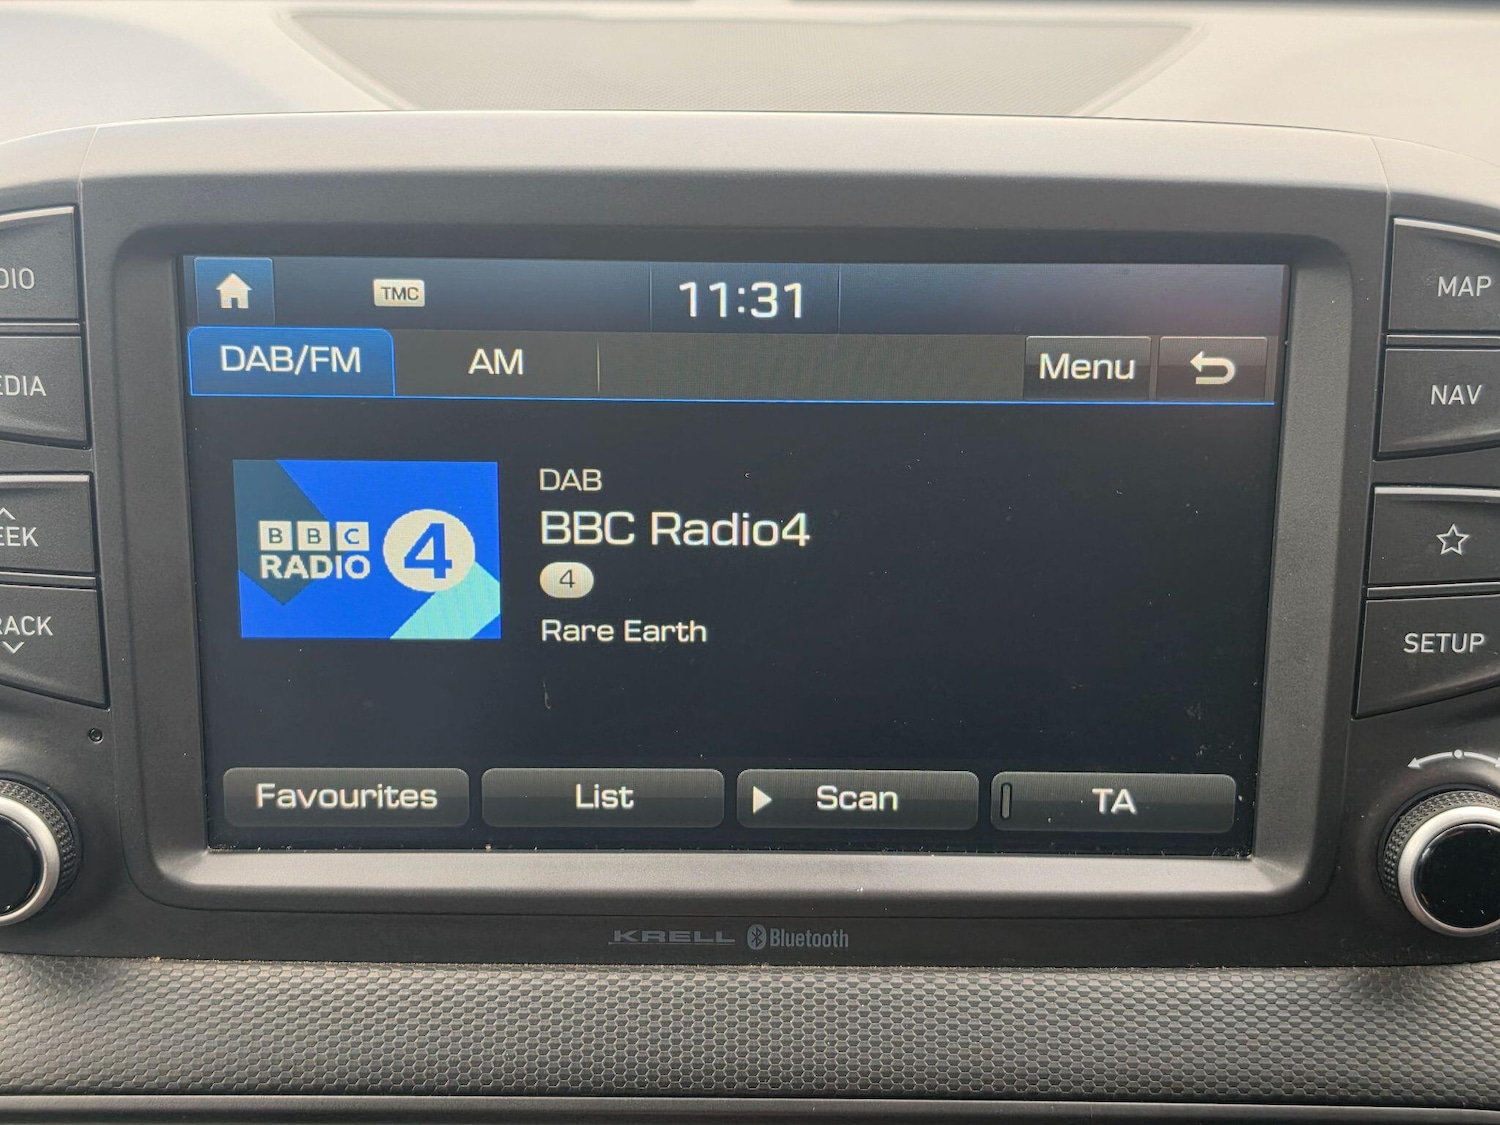 TMC
11:31
DAB/FM
AM
Menu
DIO
EDIA
EEK
RACK
MAP
NAV
SETUP
BBC
RADIO
4
DAB
BBC Radio4
4
Rare Earth
Favourites
List
Scan
TA
KRELL
Bluetooth